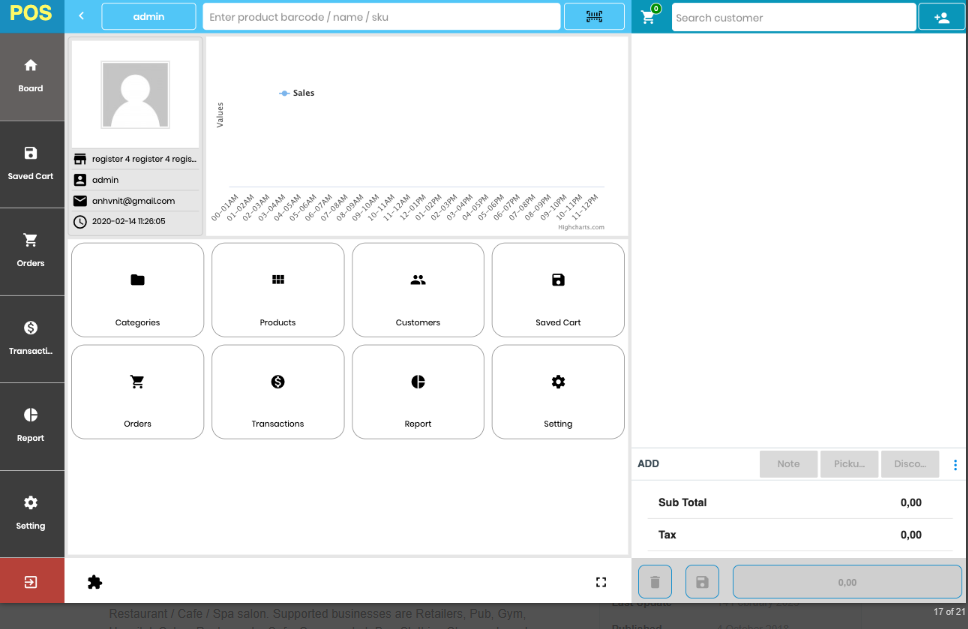 POS
admin
Enter product barcode / name / sku
0
Search customer
Board
Saved Cart
Orders
Transacti...
Report
Setting
register 4 register 4 regis...
admin
anhvnit@gmail.com
2020-02-14 11:26:05
Sales
Values
00-01AM
01-02AM
02-03AM
03-04AM
04-05AM
05-06AM
06-07AM
07-08AM
08-09AM
09-10AM
10-11AM
11-12AM
12-01PM
01-02PM
02-03PM
03-04PM
04-05PM
05-06PM
06-07PM
07-08PM
08-09PM
09-10PM
10-11PM
11-12PM
Highcharts.com
Categories
Products
Customers
Saved Cart
Orders
Transactions
Report
Setting
ADD
Note
Picku...
Disco...
Sub Total 0,00
Tax 0,00
0,00
Restaurant / Cafe / Spa salon. Supported businesses are Retailers, Pub, Gym,
Last Update
Published
17 of 21